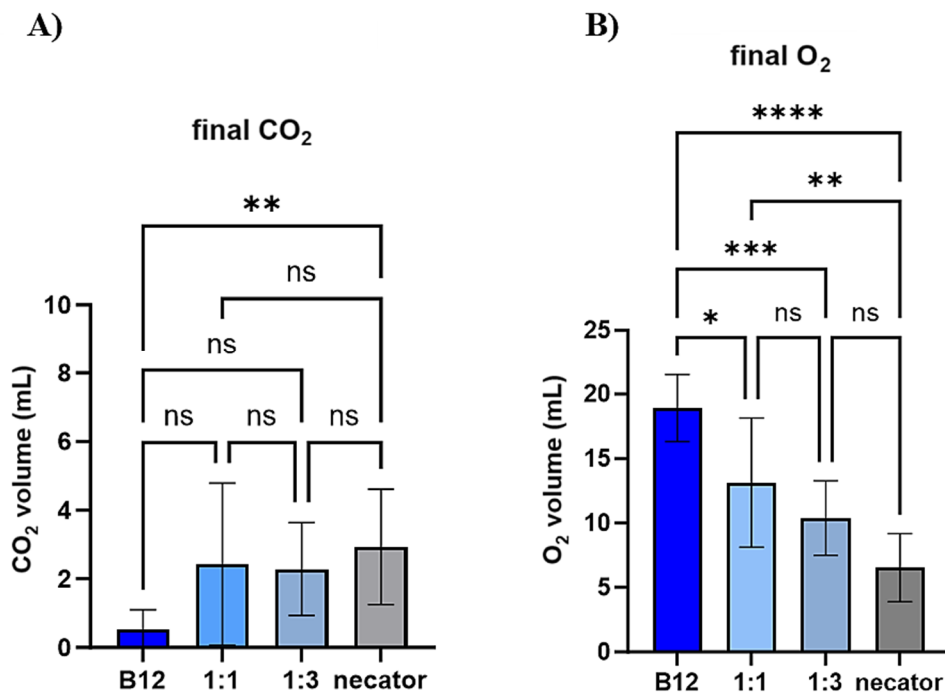 A)
final CO₂
**
ns
ns
ns ns ns
CO₂ volume (mL)
10
8
6
4
2
0
B12 1:1 1:3 necator
B)
final O₂
****
**
***
* ns ns
O₂ volume (mL)
25
20
15
10
5
0
B12 1:1 1:3 necator